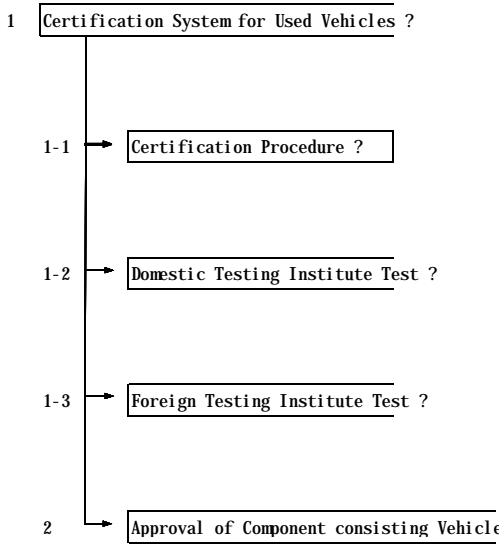 1 Certification System for Used Vehicles ?
1-1 Certification Procedure ?
1-2 Domestic Testing Institute Test ?
1-3 Foreign Testing Institute Test ?
2 Approval of Component consisting Vehicle